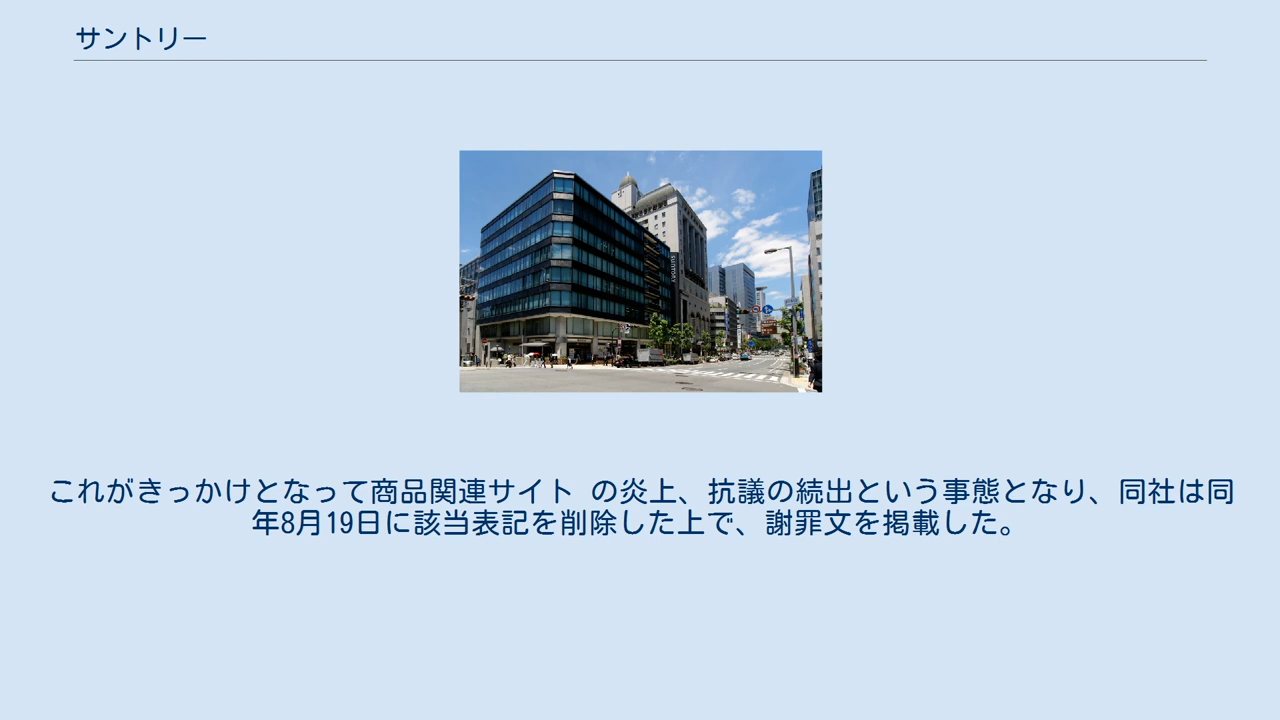 サントリー
SUNTORY
これがきっかけとなって商品関連サイト の炎上、抗議の続出という事態となり、同社は同
年8月19日に該当表記を削除した上で、謝罪文を掲載した。